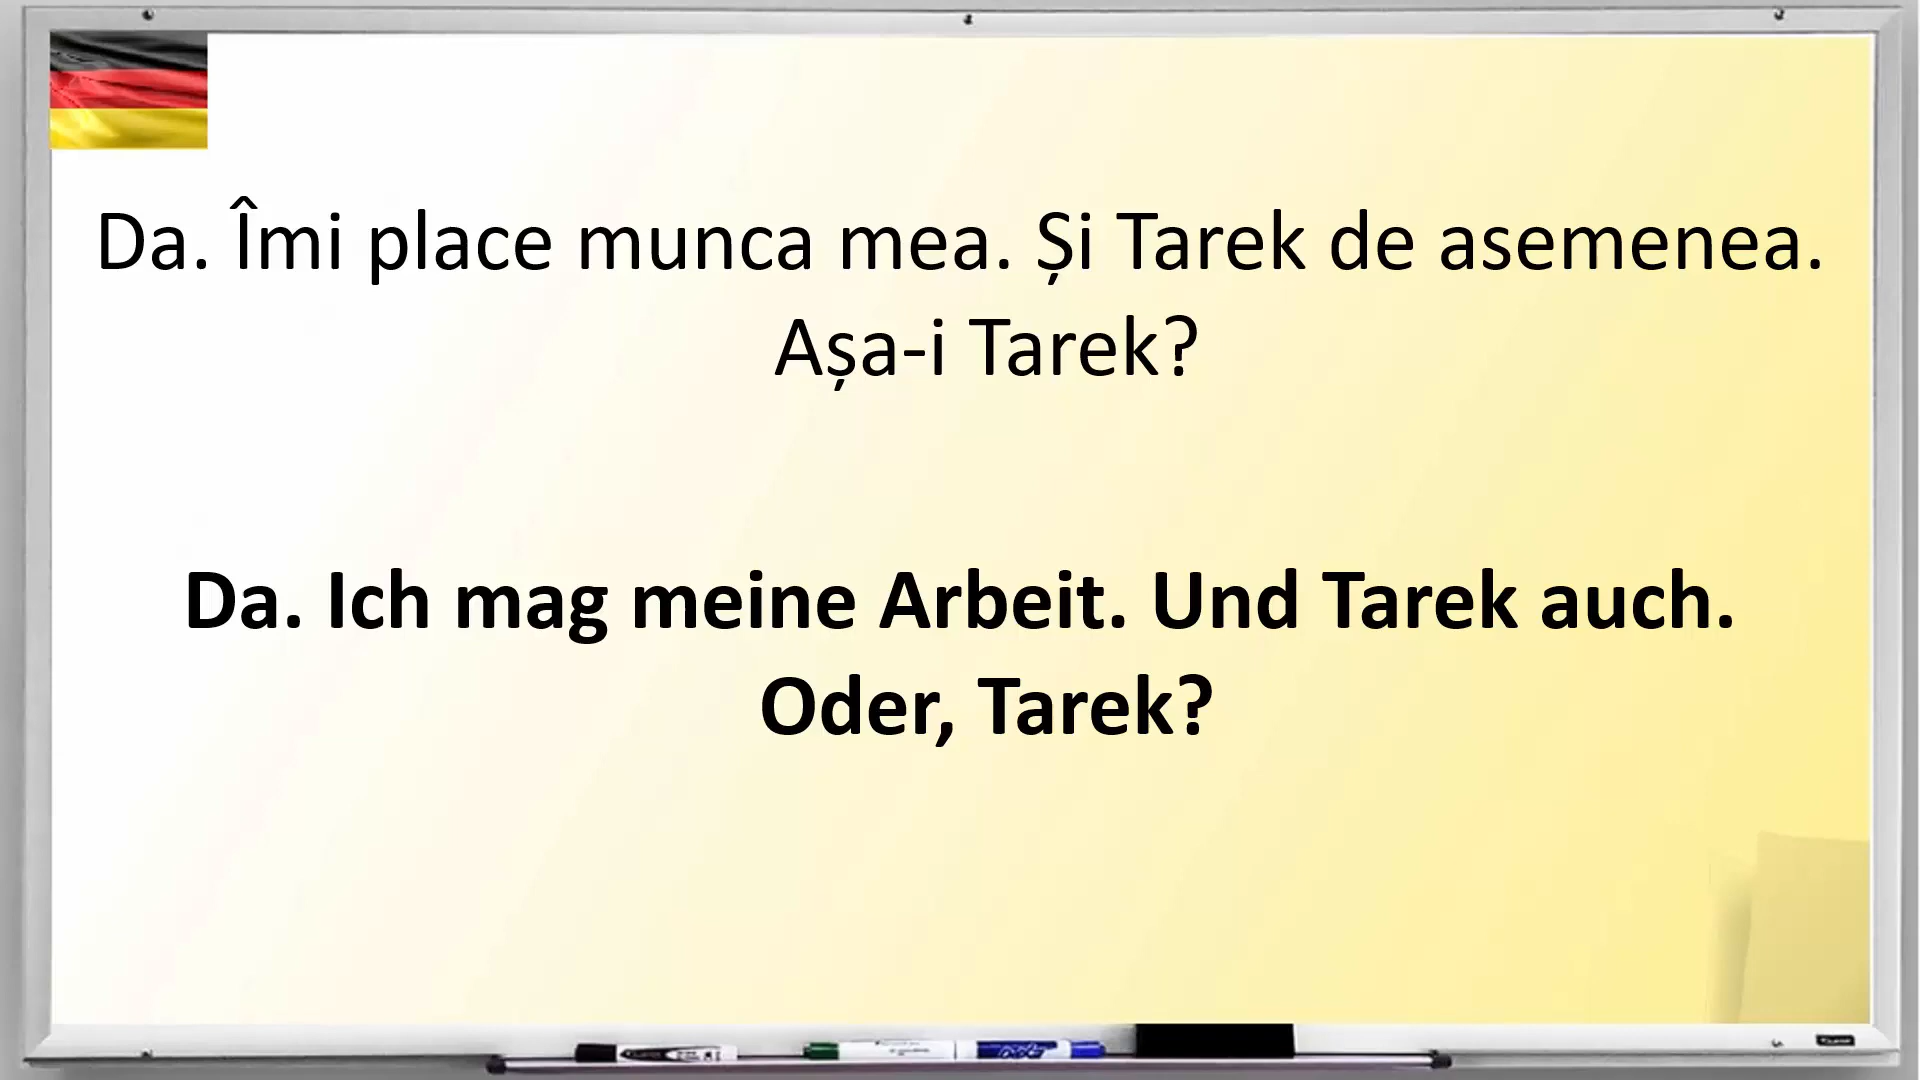 Da. Îmi place munca mea. Și Tarek de asemenea.
Așa-i Tarek?
Da. Ich mag meine Arbeit. Und Tarek auch.
Oder, Tarek?